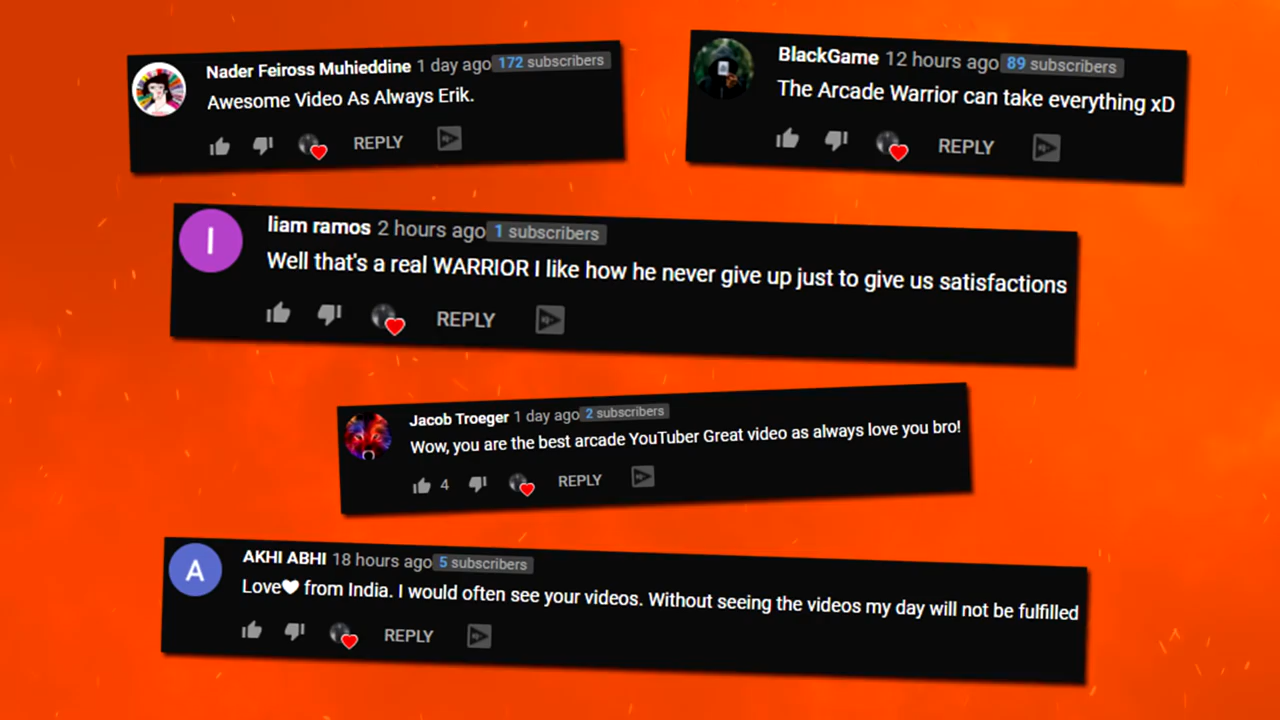 Nader Feiross Muhieddine 1 day ago 172 subscribers
Awesome Video As Always Erik.
REPLY
BlackGame 12 hours ago 89 subscribers
The Arcade Warrior can take everything xD
REPLY
I
liam ramos 2 hours ago 1 subscribers
Well that's a real WARRIOR I like how he never give up just to give us satisfactions
REPLY
Jacob Troeger 1 day ago 2 subscribers
Wow, you are the best arcade YouTuber Great video as always love you bro!
4 REPLY
A
AKHI ABHI 18 hours ago 5 subscribers
Love🖤 from India. I would often see your videos. Without seeing the videos my day will not be fulfilled
REPLY